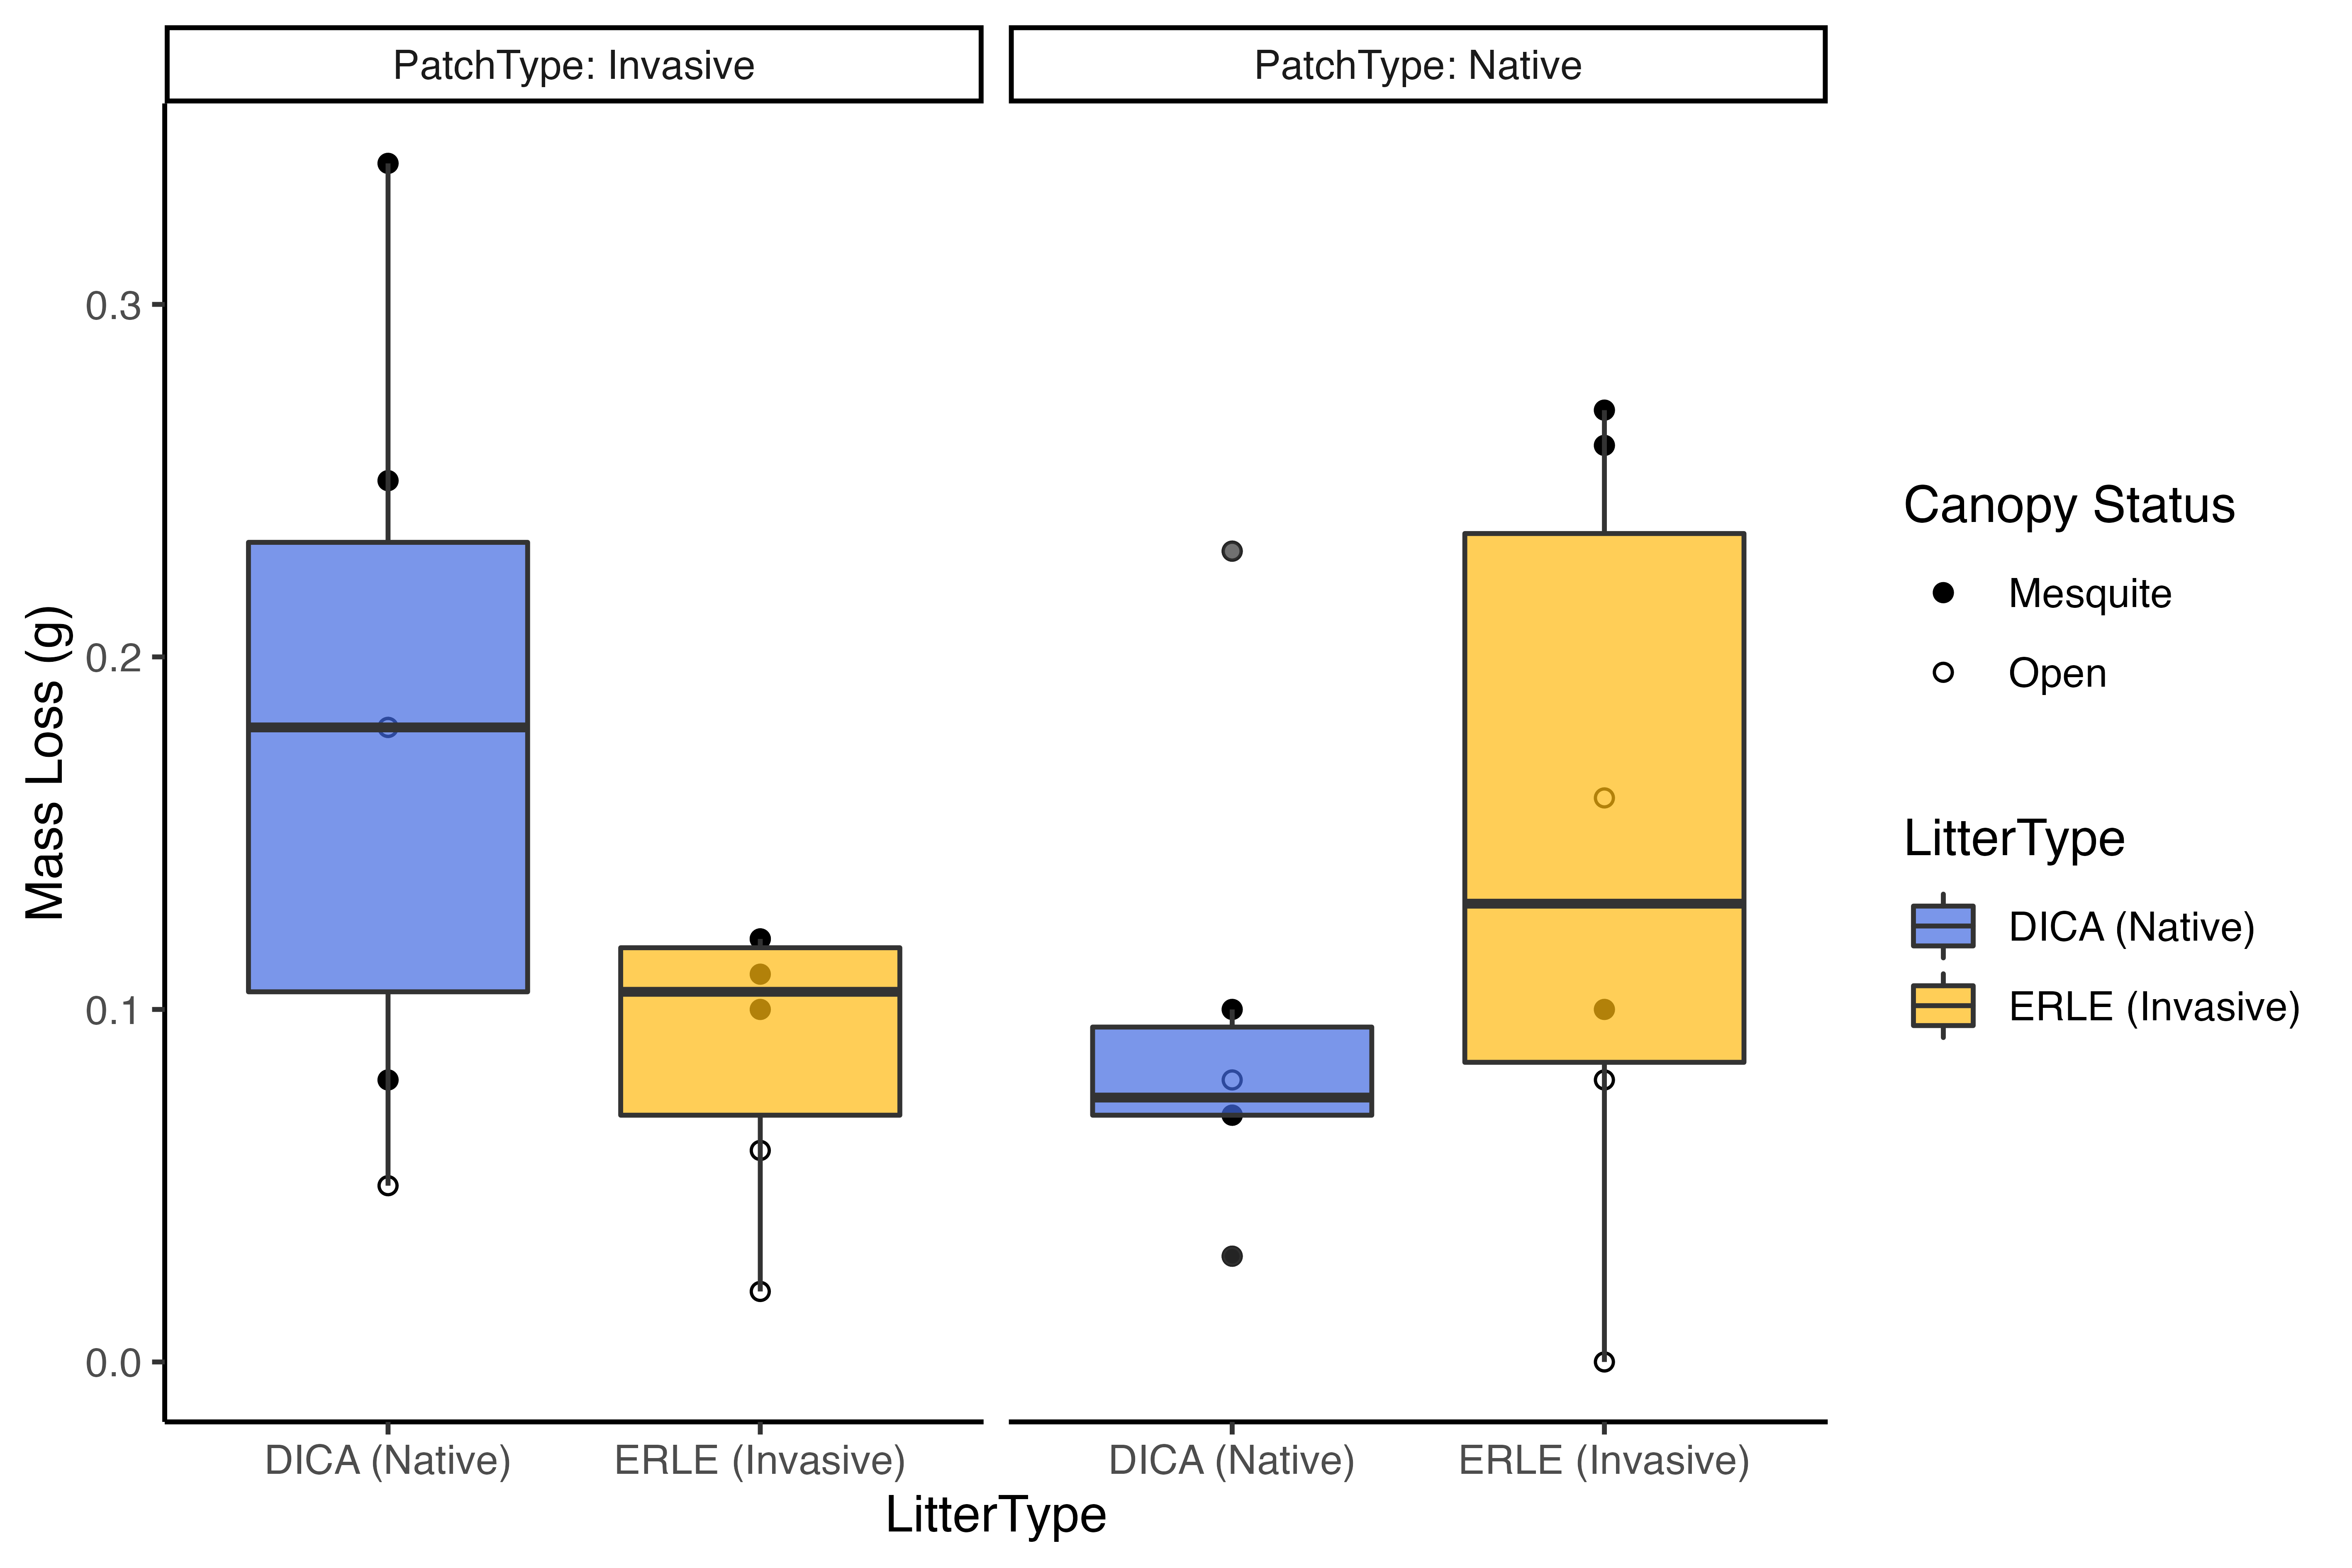 PatchType: Invasive
PatchType: Native
Mass Loss (g)
0.3
0.2
0.1
0.0
DICA (Native)
ERLE (Invasive)
DICA (Native)
ERLE (Invasive)
LitterType
Canopy Status
Mesquite
Open
LitterType
DICA (Native)
ERLE (Invasive)